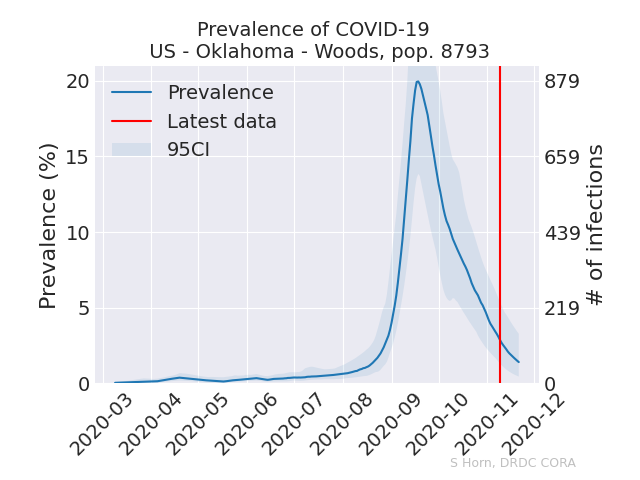 Prevalence of COVID-19
US - Oklahoma - Woods, pop. 8793
Prevalence
Latest data
95CI
Prevalence (%)
20
15
10
5
0
879
659
439
219
0
# of infections
2020-03
2020-04
2020-05
2020-06
2020-07
2020-08
2020-09
2020-10
2020-11
2020-12
S Horn, DRDC CORA